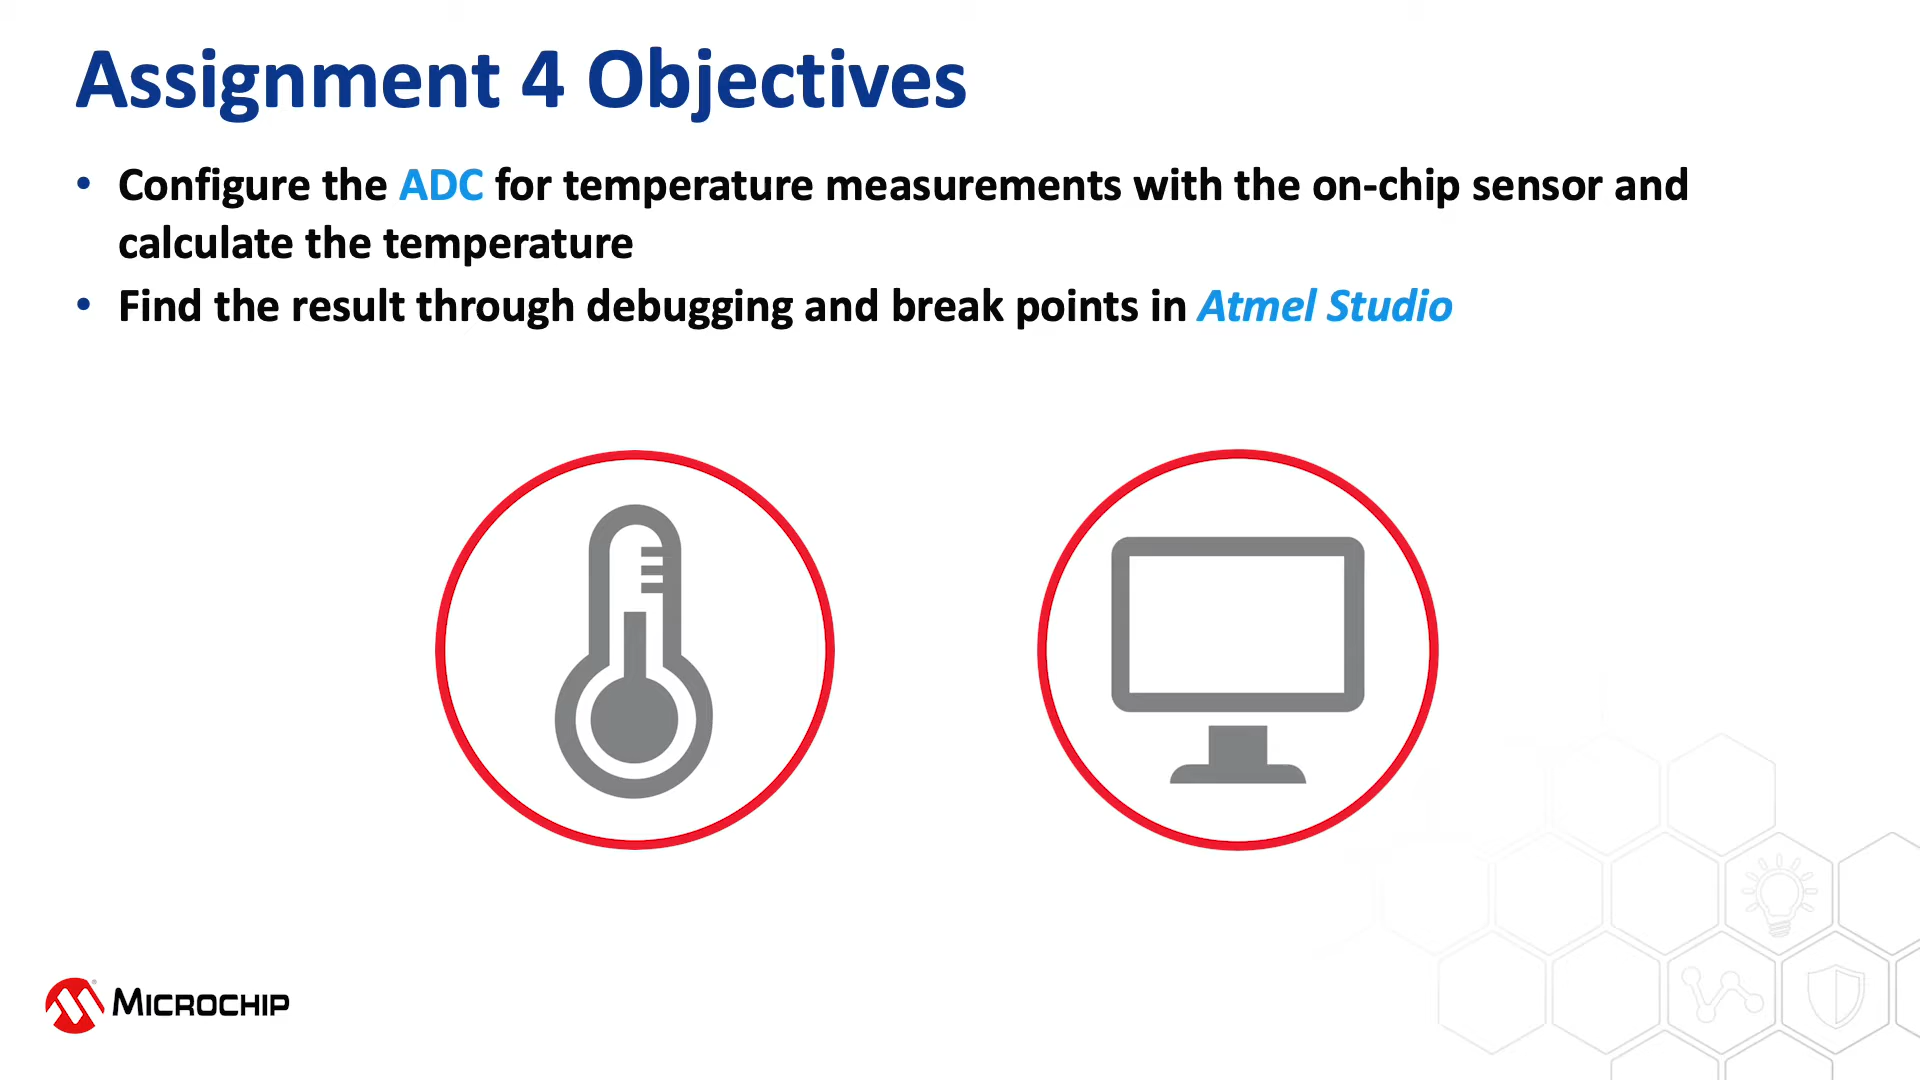 Assignment 4 Objectives
• Configure the ADC for temperature measurements with the on-chip sensor and
calculate the temperature
• Find the result through debugging and break points in Atmel Studio
MICROCHIP